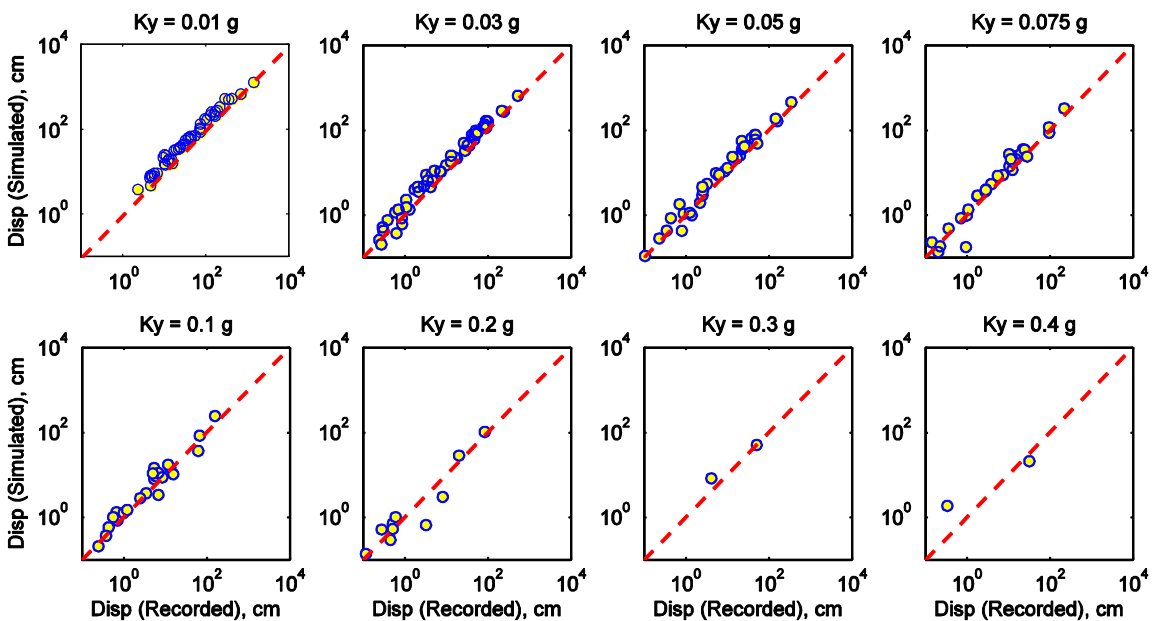 Ky = 0.01 g
Ky = 0.03 g
Ky = 0.05 g
Ky = 0.075 g
Disp (Simulated), cm
10^4
10^2
10^0
10^0 10^2 10^4
10^4
10^2
10^0
10^0 10^2 10^4
10^4
10^2
10^0
10^0 10^2 10^4
10^4
10^2
10^0
10^0 10^2 10^4
Ky = 0.1 g
Ky = 0.2 g
Ky = 0.3 g
Ky = 0.4 g
Disp (Simulated), cm
10^4
10^2
10^0
10^0 10^2 10^4
Disp (Recorded), cm
10^4
10^2
10^0
10^0 10^2 10^4
Disp (Recorded), cm
10^4
10^2
10^0
10^0 10^2 10^4
Disp (Recorded), cm
10^4
10^2
10^0
10^0 10^2 10^4
Disp (Recorded), cm